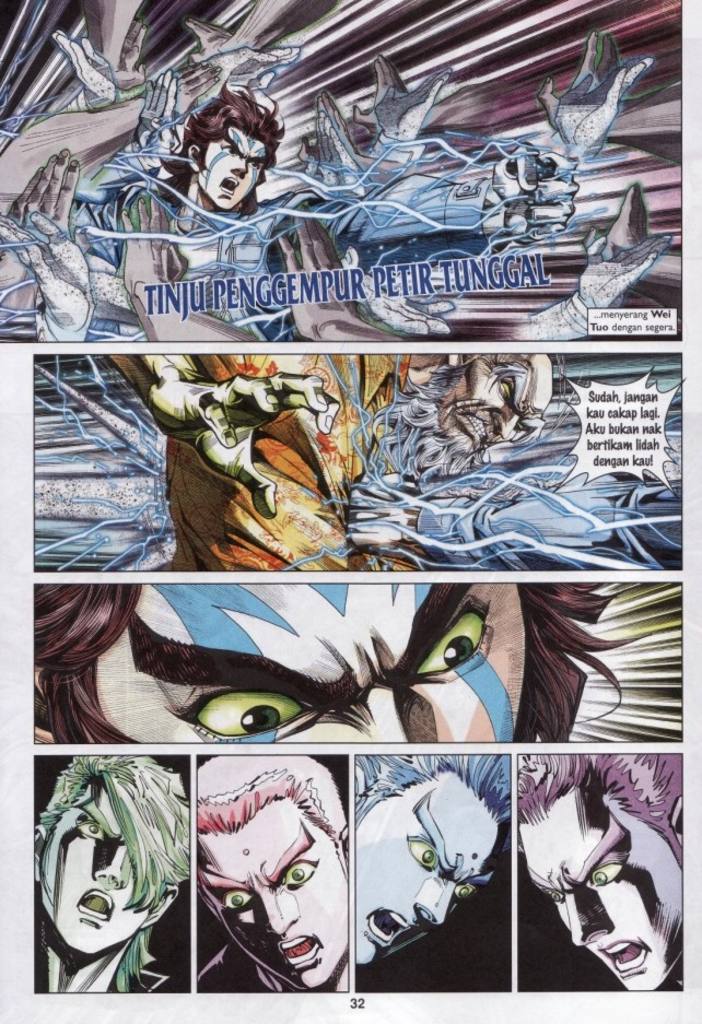 TINJU PENGGEMPUR PETIR TUNGGAL
...menyerang Wei
Tuo dengan segera.
Sudah, jangan
kau cakap lagi.
Aku bukan nak
bertikam lidah
dengan kau!
32